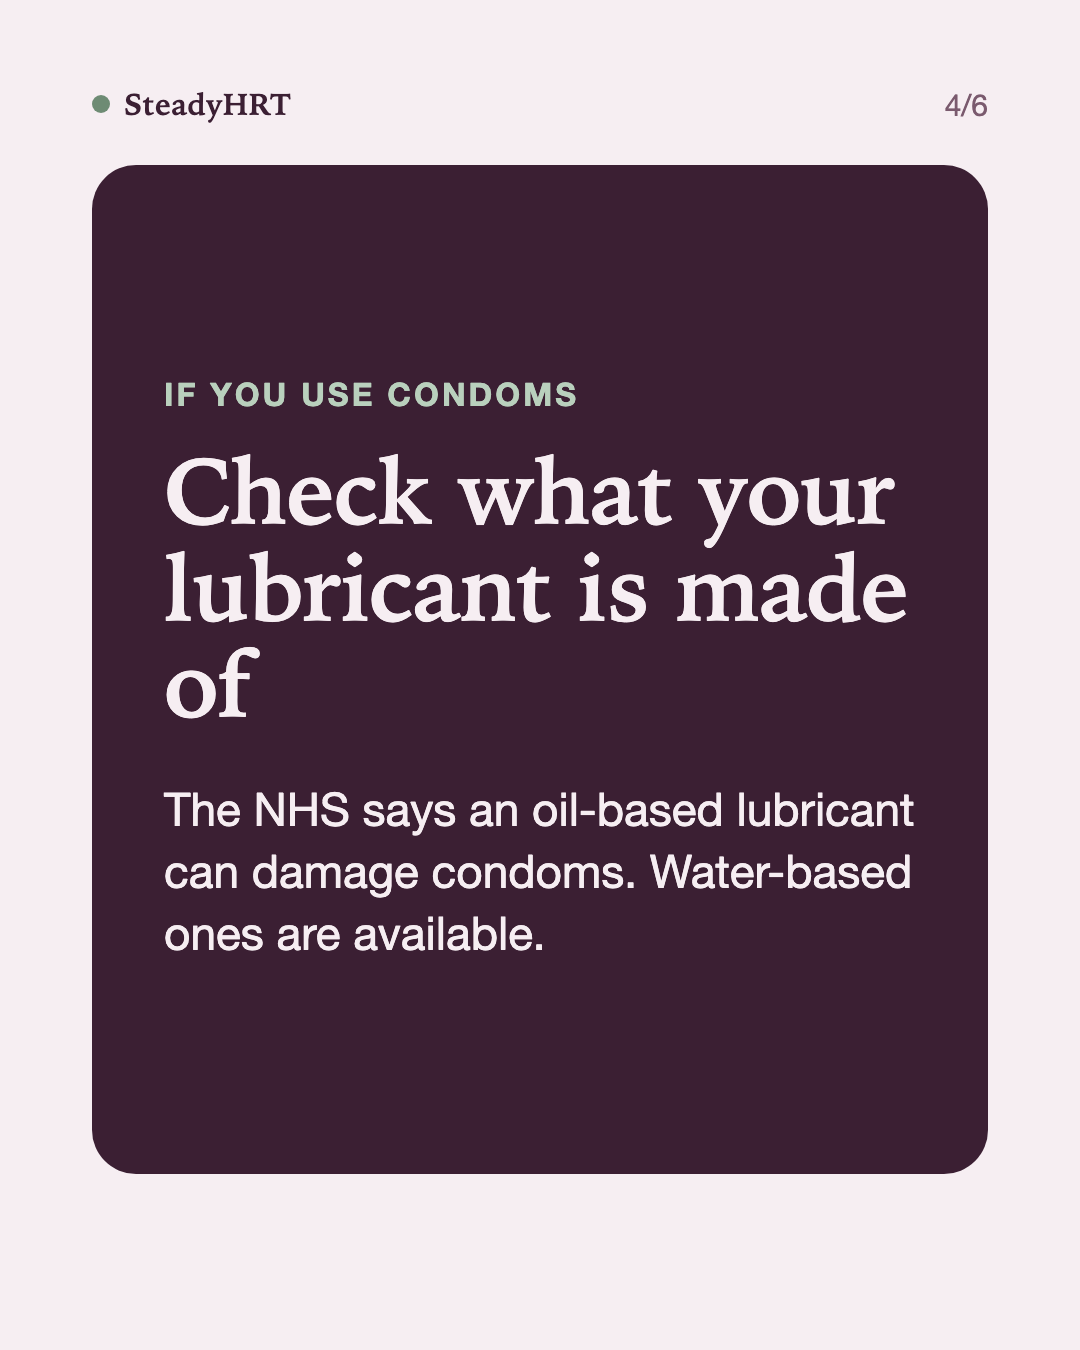 SteadyHRT
4/6
IF YOU USE CONDOMS
Check what your
lubricant is made
of
The NHS says an oil-based lubricant
can damage condoms. Water-based
ones are available.